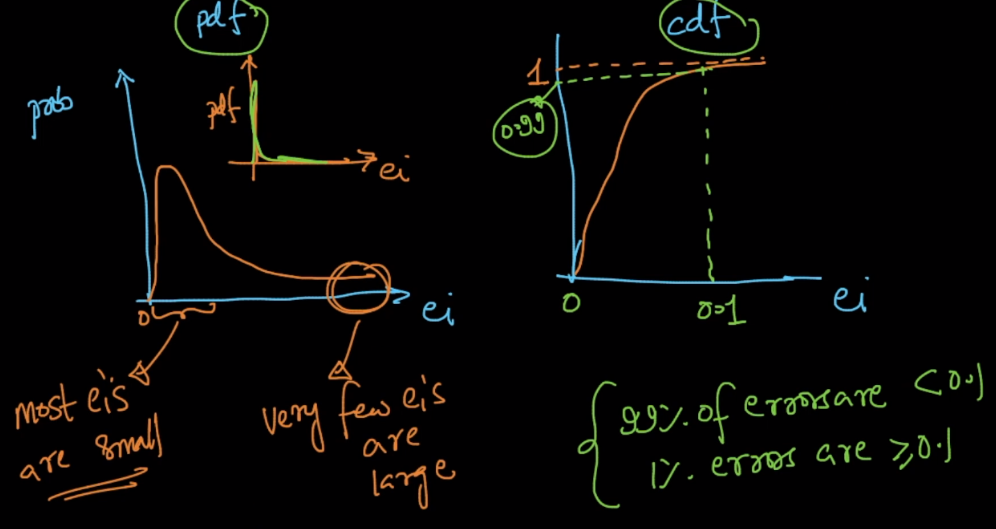 pdf
prob
pdf
ei
0
ei
most ei's
are small
very few ei's
are
large
cdf
1
0.99
0
0.1
ei
99% of errors are < 0.1
1% errors are ≥ 0.1